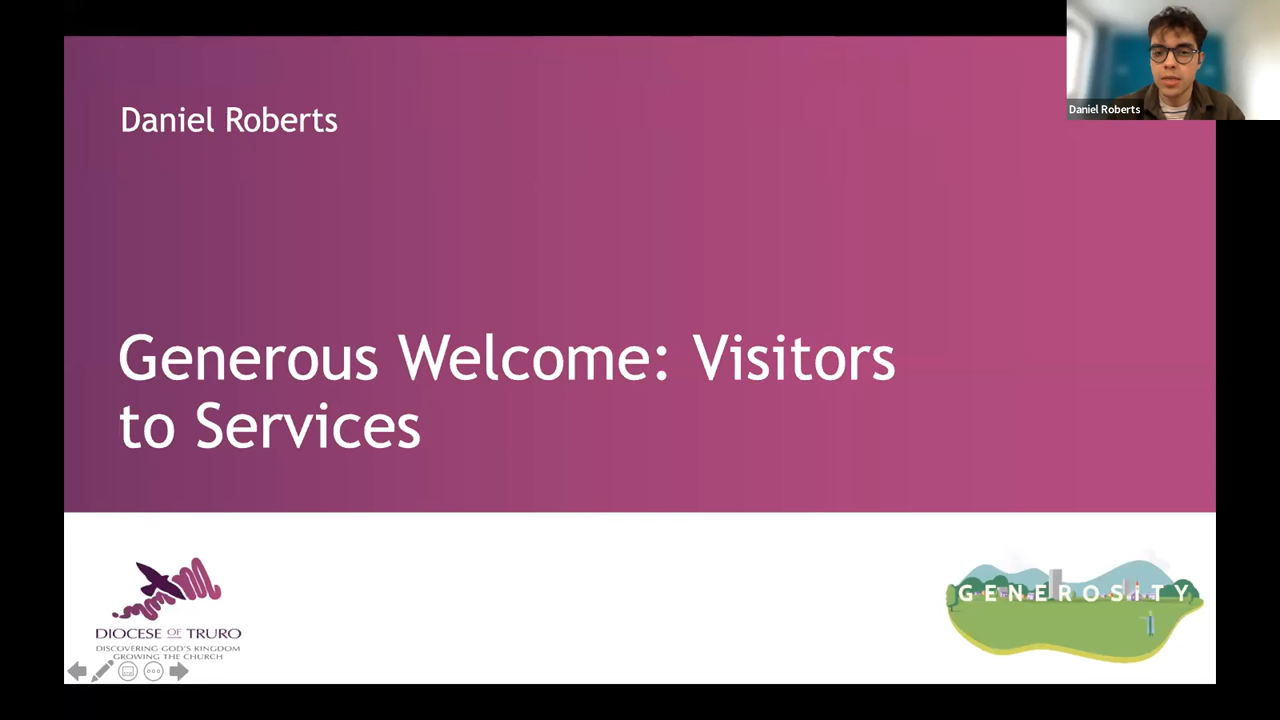 Daniel Roberts
Daniel Roberts
Generous Welcome: Visitors
to Services
DIOCESE OF TRURO
DISCOVERING GOD'S KINGDOM
GROWING THE CHURCH
GENEROSITY